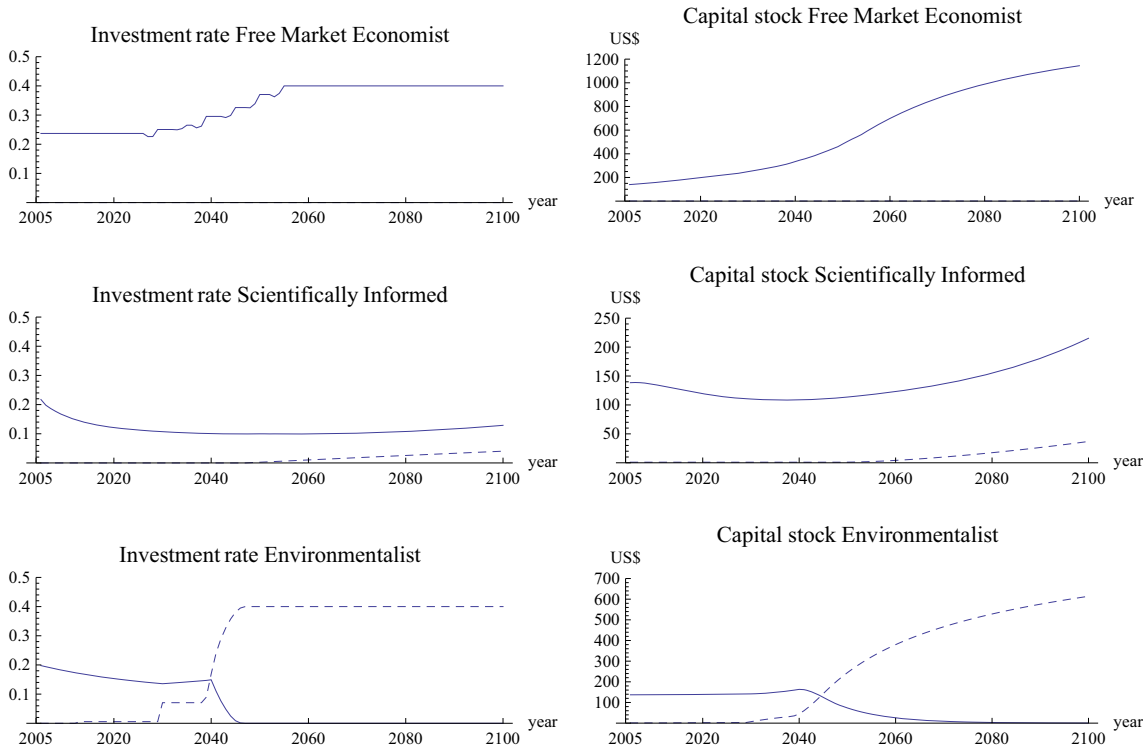 Investment rate Free Market Economist
0.5
0.4
0.3
0.2
0.1
2005 2020 2040 2060 2080 2100 year
Capital stock Free Market Economist
US$
1200
1000
800
600
400
200
2005 2020 2040 2060 2080 2100 year
Investment rate Scientifically Informed
0.5
0.4
0.3
0.2
0.1
2005 2020 2040 2060 2080 2100 year
Capital stock Scientifically Informed
US$
250
200
150
100
50
2005 2020 2040 2060 2080 2100 year
Investment rate Environmentalist
0.5
0.4
0.3
0.2
0.1
2005 2020 2040 2060 2080 2100 year
Capital stock Environmentalist
US$
700
600
500
400
300
200
100
2005 2020 2040 2060 2080 2100 year